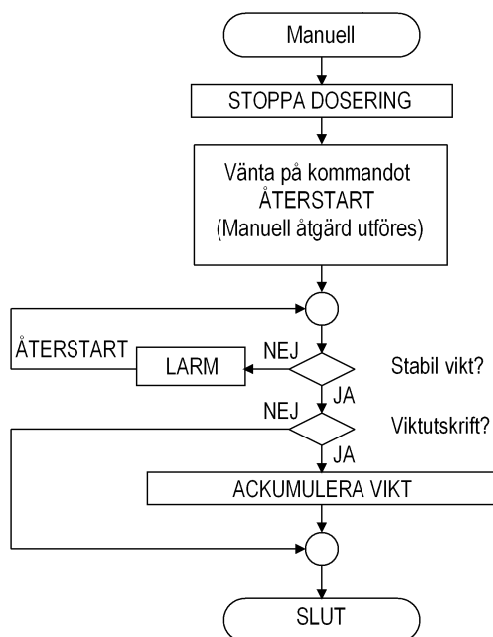 Manuell
STOPPA DOSERING
Vänta på kommandot
ÅTERSTART
(Manuell åtgärd utföres)
ÅTERSTART
LARM
NEJ
Stabil vikt?
JA
NEJ
Viktutskrift?
JA
ACKUMULERA VIKT
SLUT